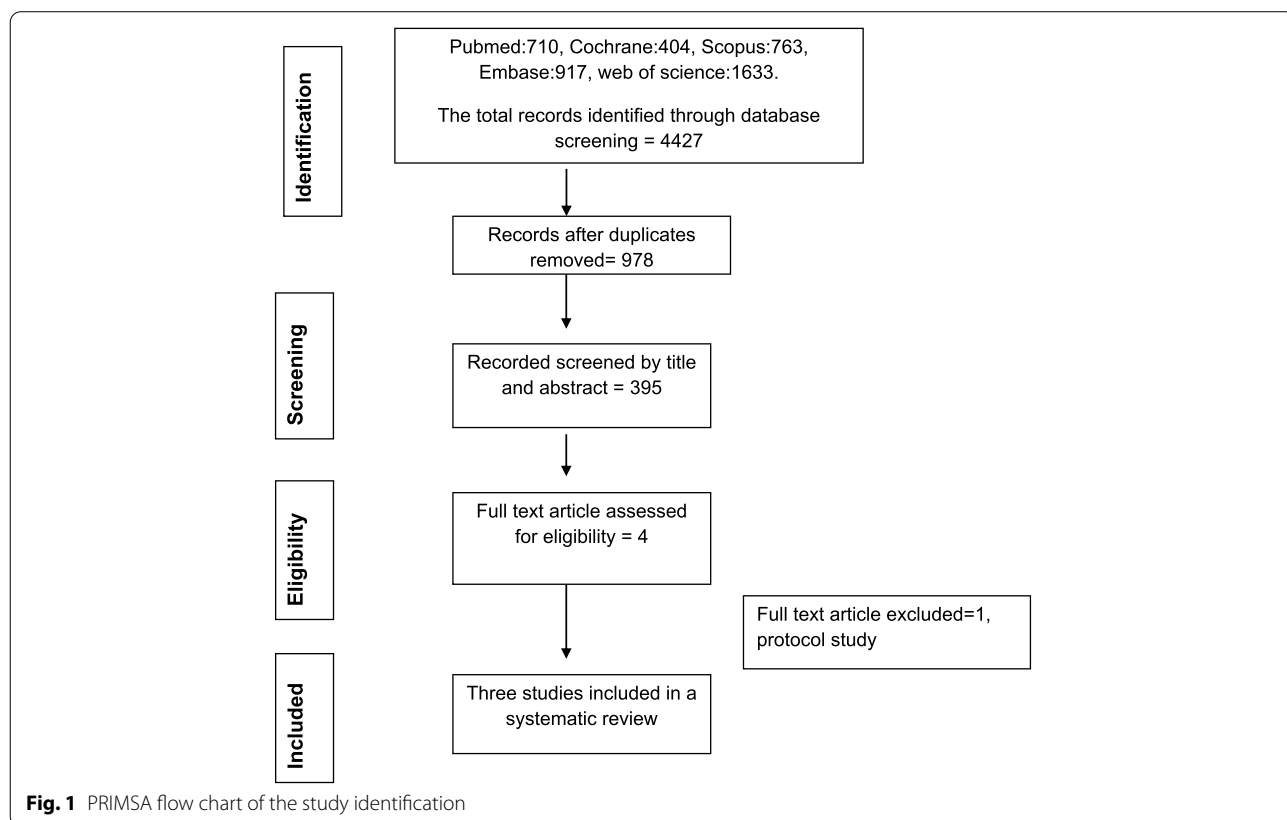 Pubmed:710, Cochrane:404, Scopus:763,
Embase:917, web of science:1633.
The total records identified through database
screening = 4427
Identification
Records after duplicates
removed= 978
Screening
Recorded screened by title
and abstract = 395
Eligibility
Full text article assessed
for eligibility = 4
Full text article excluded=1,
protocol study
Included
Three studies included in a
systematic review
Fig. 1 PRIMSA flow chart of the study identification